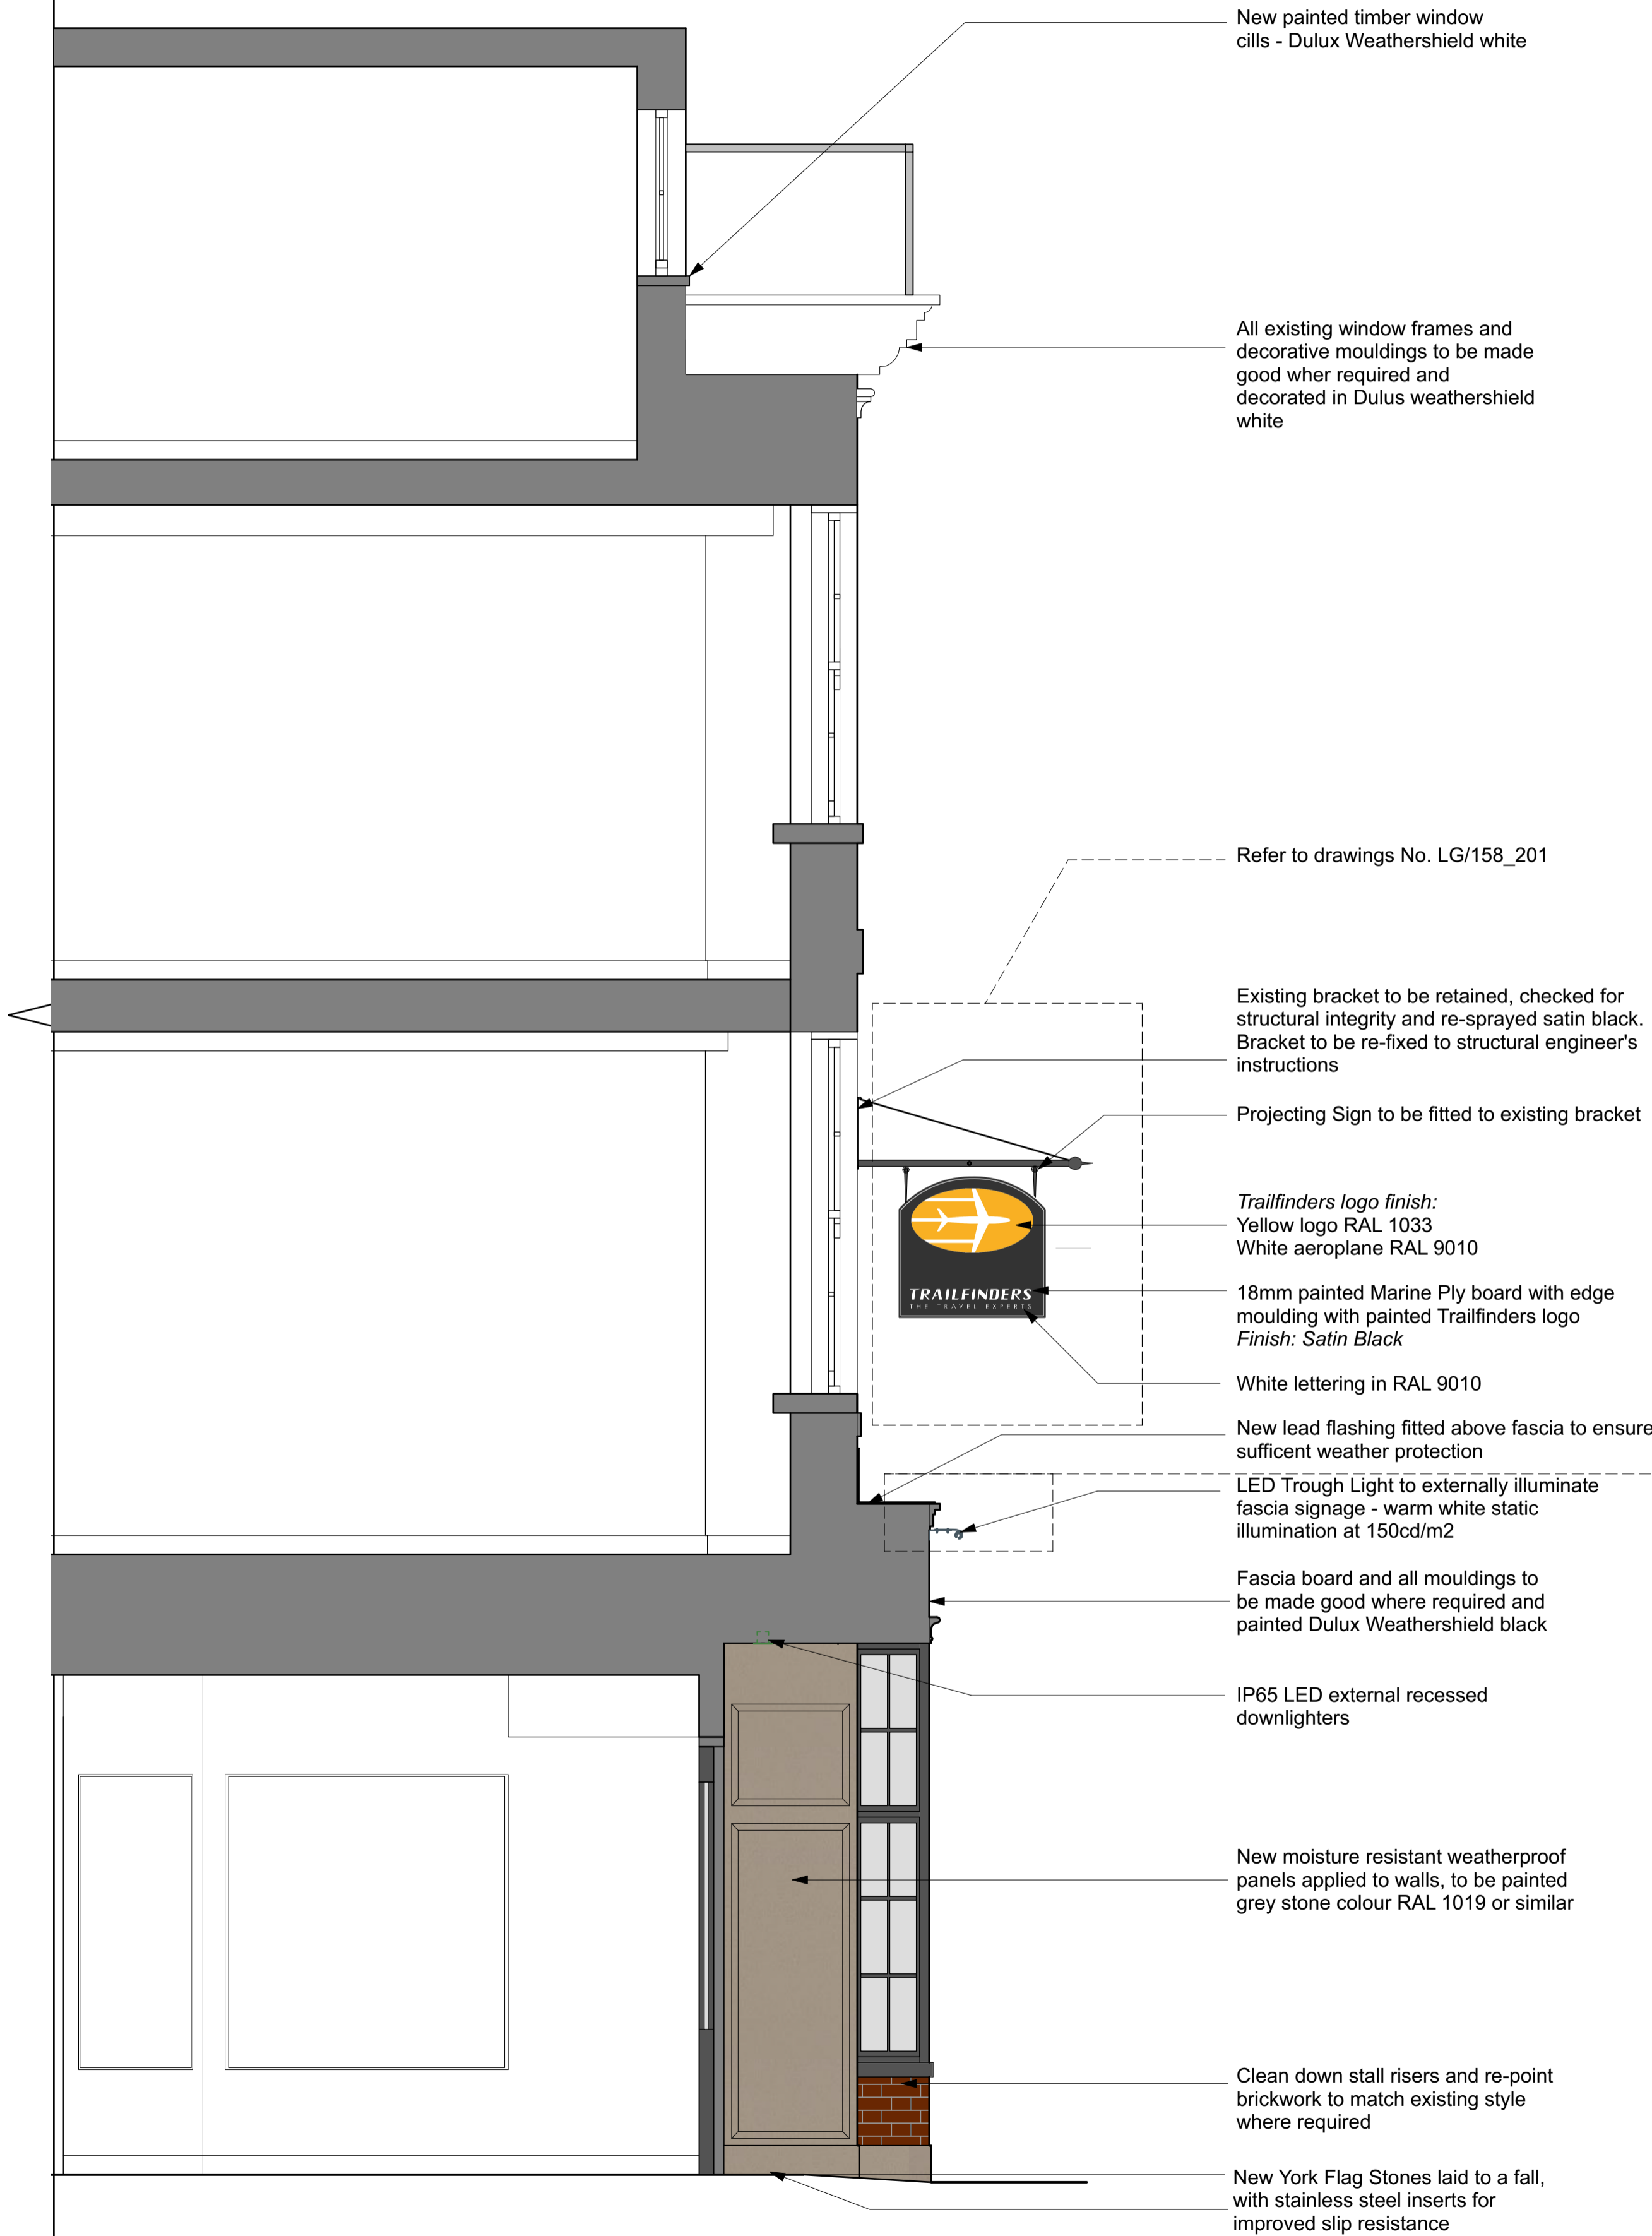 New painted timber window
cills - Dulux Weathershield white
All existing window frames and
decorative mouldings to be made
good wher required and
decorated in Dulus weathershield
white
Refer to drawings No. LG/158_201
Existing bracket to be retained, checked for
structural integrity and re-sprayed satin black.
Bracket to be re-fixed to structural engineer's
instructions
Projecting Sign to be fitted to existing bracket
Trailfinders logo finish:
Yellow logo RAL 1033
White aeroplane RAL 9010
TRAILFINDERS
THE TRAVEL EXPERTS
18mm painted Marine Ply board with edge
moulding with painted Trailfinders logo
Finish: Satin Black
White lettering in RAL 9010
New lead flashing fitted above fascia to ensure
sufficent weather protection
LED Trough Light to externally illuminate
fascia signage - warm white static
illumination at 150cd/m2
Fascia board and all mouldings to
be made good where required and
painted Dulux Weathershield black
IP65 LED external recessed
downlighters
New moisture resistant weatherproof
panels applied to walls, to be painted
grey stone colour RAL 1019 or similar
Clean down stall risers and re-point
brickwork to match existing style
where required
New York Flag Stones laid to a fall,
with stainless steel inserts for
improved slip resistance